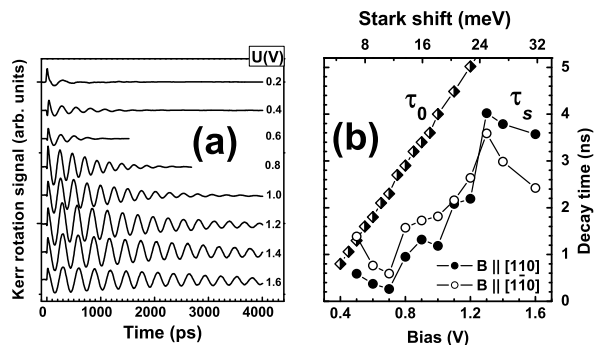 U(V)
0.2
0.4
0.6
0.8
1.0
1.2
1.4
1.6
(a)
Kerr rotation signal (arb. units)
0 1000 2000 3000 4000
Time (ps)
Stark shift (meV)
8 16 24 32
(b)
τ0
τs
5
4
3
2
1
0
Decay time (ns)
B || [110]
B || [1-10]
0.4 0.8 1.2 1.6
Bias (V)